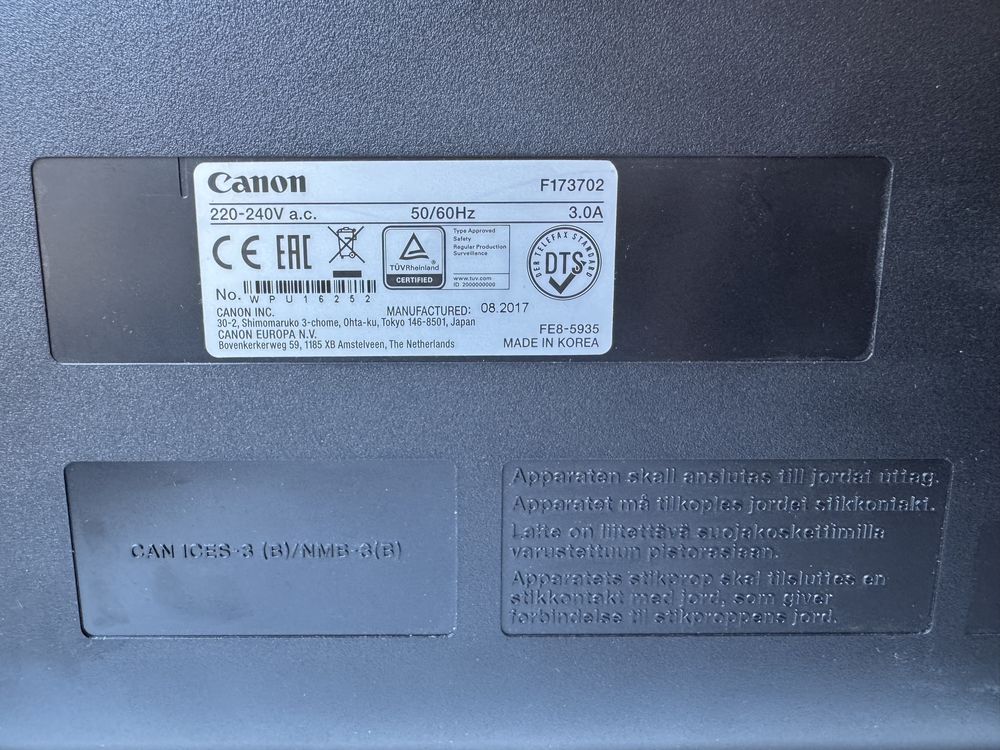 Canon F173702
220-240V a.c. 50/60Hz 3.0A
CE EAC
TÜVRheinland
CERTIFIED
Type Approved
Safety
Regular Production
Surveillance
www.tuv.com
ID: 2000000000
DER TELEFAX STANDARD
DTS
No. WPU16252
CANON INC. MANUFACTURED: 08.2017
30-2, Shimomaruko 3-chome, Ohta-ku, Tokyo 146-8501, Japan
CANON EUROPA N.V. FE8-5935
Bovenkerkerweg 59, 1185 XB Amstelveen, The Netherlands MADE IN KOREA
CAN ICES-3 (B)/NMB-3(B)
Apparaten skall anslutas till jordat uttag.
Apparatet må tilkoples jordet stikkontakt.
Laite on liitettävä suojakoskettimilla
varustettuun pistorasiaan.
Apparatets stikprop skal tilsluttes en
stikkontakt med jord, som giver
forbindelse til stikproppens jord.